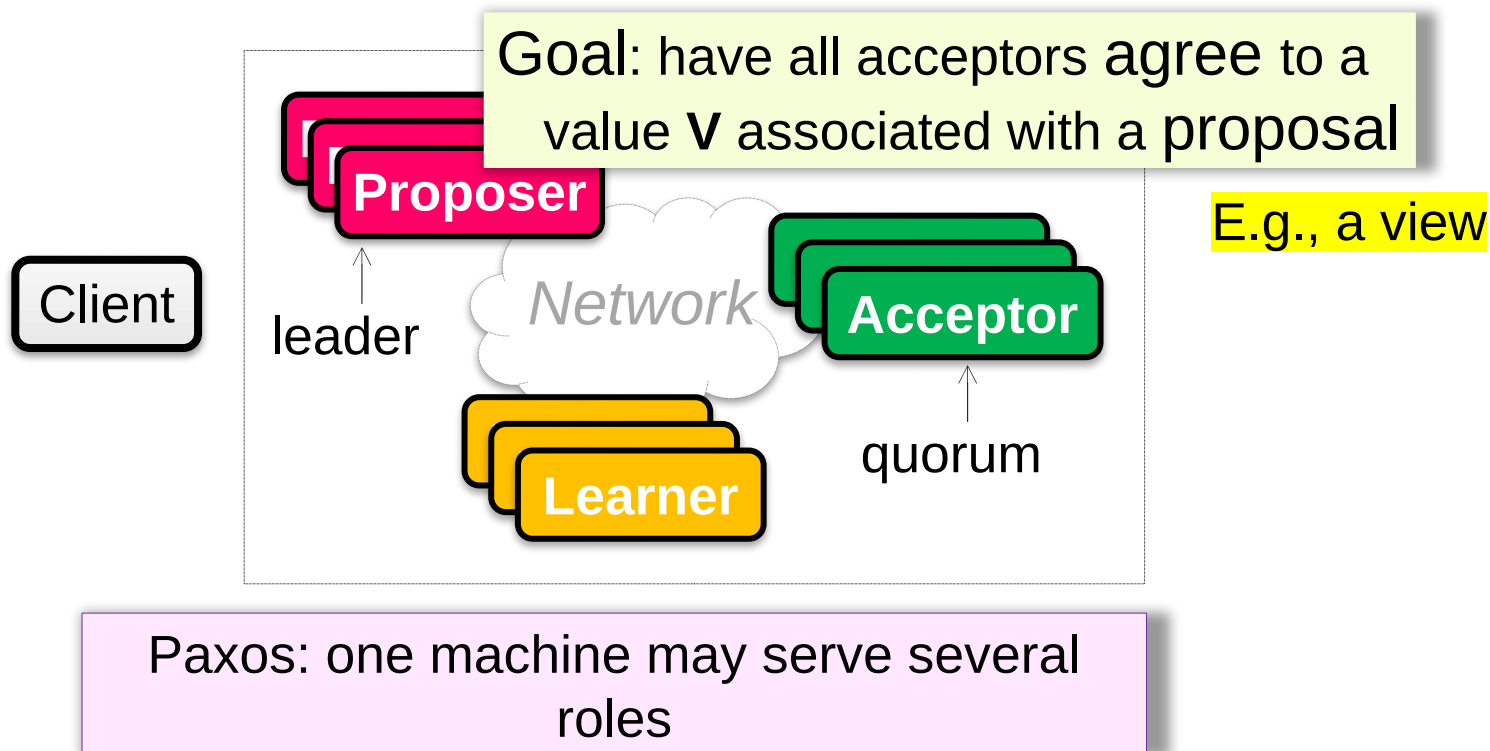 Goal: have all acceptors agree to a
value V associated with a proposal
Proposer
E.g., a view
Client
leader
Network
Acceptor
quorum
Learner
Paxos: one machine may serve several
roles